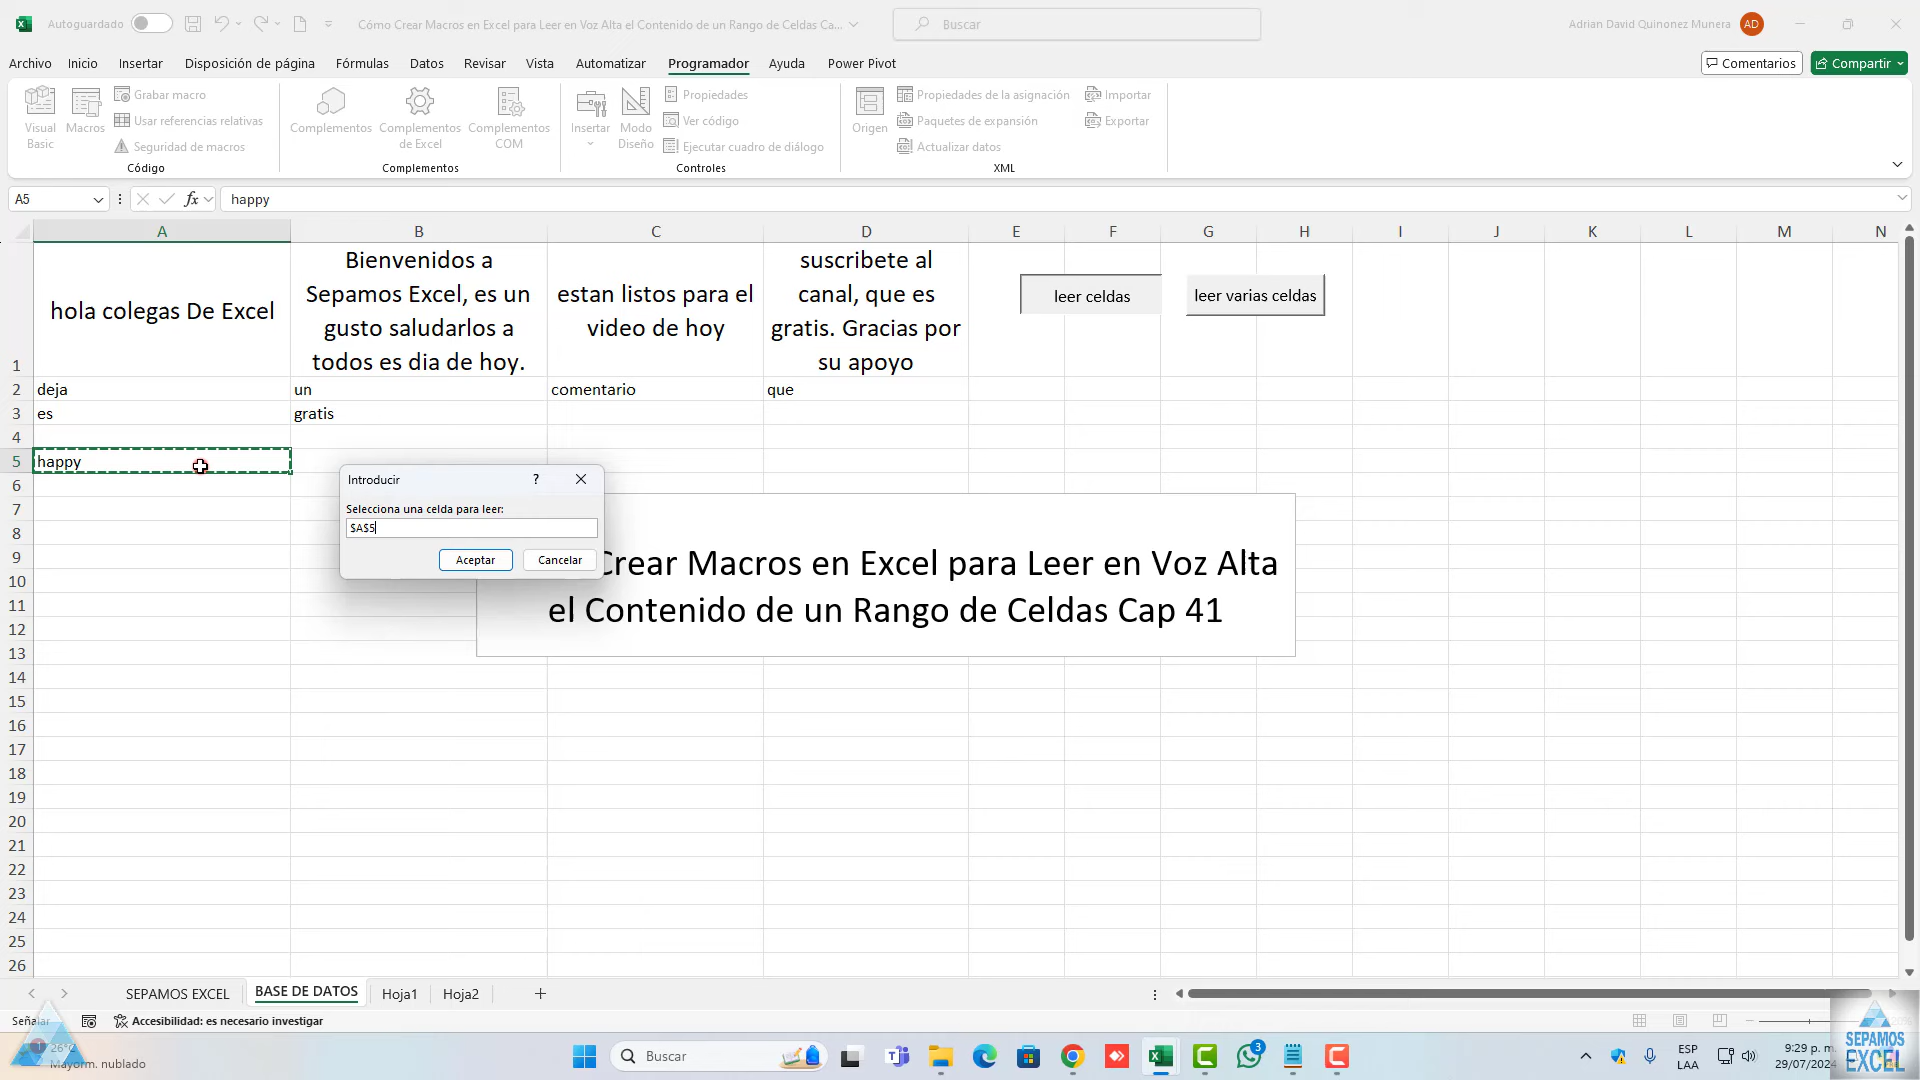 Autoguardado
Cómo Crear Macros en Excel para Leer en Voz Alta el Contenido de un Rango de Celdas Ca...
Buscar
Adrian David Quinonez Munera
AD
Archivo Inicio Insertar Disposición de página Fórmulas Datos Revisar Vista Automatizar Programador Ayuda Power Pivot
Comentarios
Compartir
Visual Basic
Macros
Grabar macro
Usar referencias relativas
Seguridad de macros
Código
Complementos
Complementos de Excel
Complementos COM
Complementos
Insertar
Modo Diseño
Propiedades
Ver código
Ejecutar cuadro de diálogo
Controles
Origen
Propiedades de la asignación
Paquetes de expansión
Actualizar datos
Importar
Exportar
XML
A5
fx
happy
A B C D E F G H I J K L M N
1
hola colegas De Excel
Bienvenidos a
Sepamos Excel, es un
gusto saludarlos a
todos es dia de hoy.
estan listos para el
video de hoy
suscribete al
canal, que es
gratis. Gracias por
su apoyo
leer celdas
leer varias celdas
2 deja un comentario que
3 es gratis
4
5 happy
6
7
8
9
10
11
12
13
14
15
16
17
18
19
20
21
22
23
24
25
26
Introducir
?
Selecciona una celda para leer:
$A$5
Aceptar
Cancelar
Crear Macros en Excel para Leer en Voz Alta
el Contenido de un Rango de Celdas Cap 41
SEPAMOS EXCEL BASE DE DATOS Hoja1 Hoja2
Señalar
Accesibilidad: es necesario investigar
26°C
Mayorm. nublado
Buscar
3
ESP
LAA
9:29 p. m.
29/07/2024
SEPAMOS
EXCEL